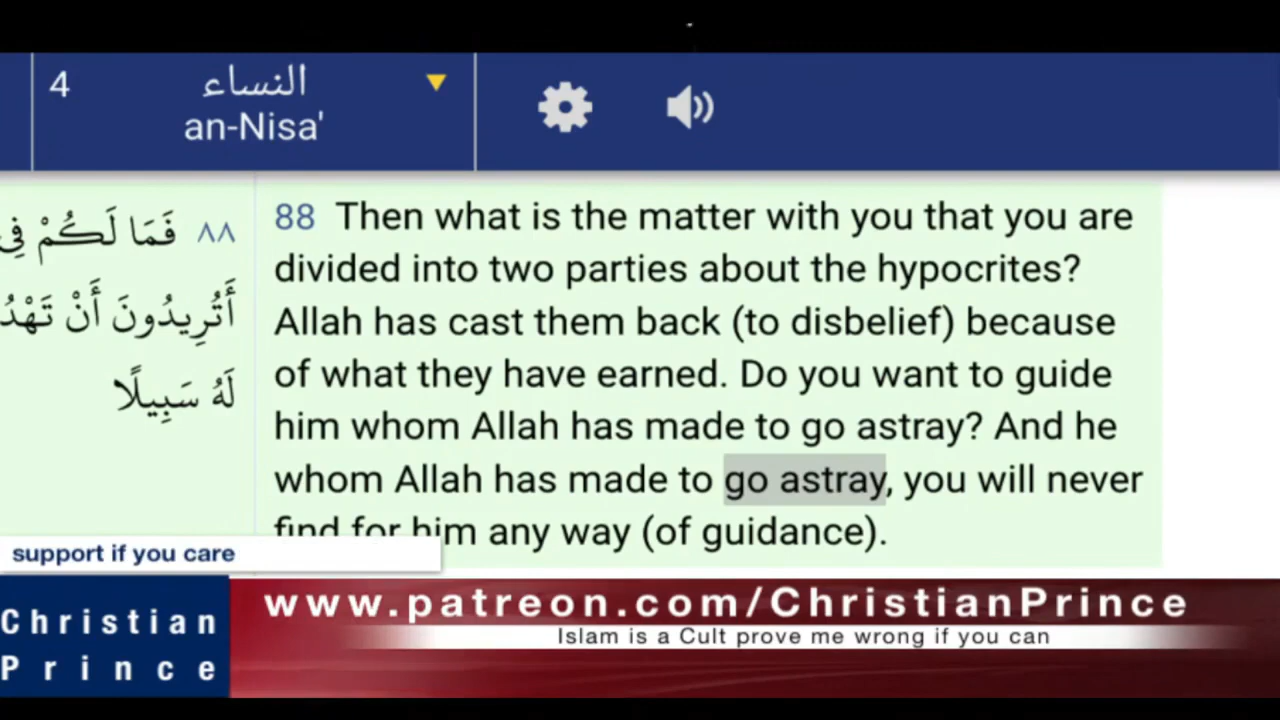 4
النساء
an-Nisa'
٨٨ فَمَا لَكُمْ فِي
أَتُرِيدُونَ أَنْ تَهْدُ
لَهُ سَبِيلًا
88 Then what is the matter with you that you are
divided into two parties about the hypocrites?
Allah has cast them back (to disbelief) because
of what they have earned. Do you want to guide
him whom Allah has made to go astray? And he
whom Allah has made to go astray, you will never
find for him any way (of guidance).
support if you care
Christian
Prince
www.patreon.com/ChristianPrince
Islam is a Cult prove me wrong if you can